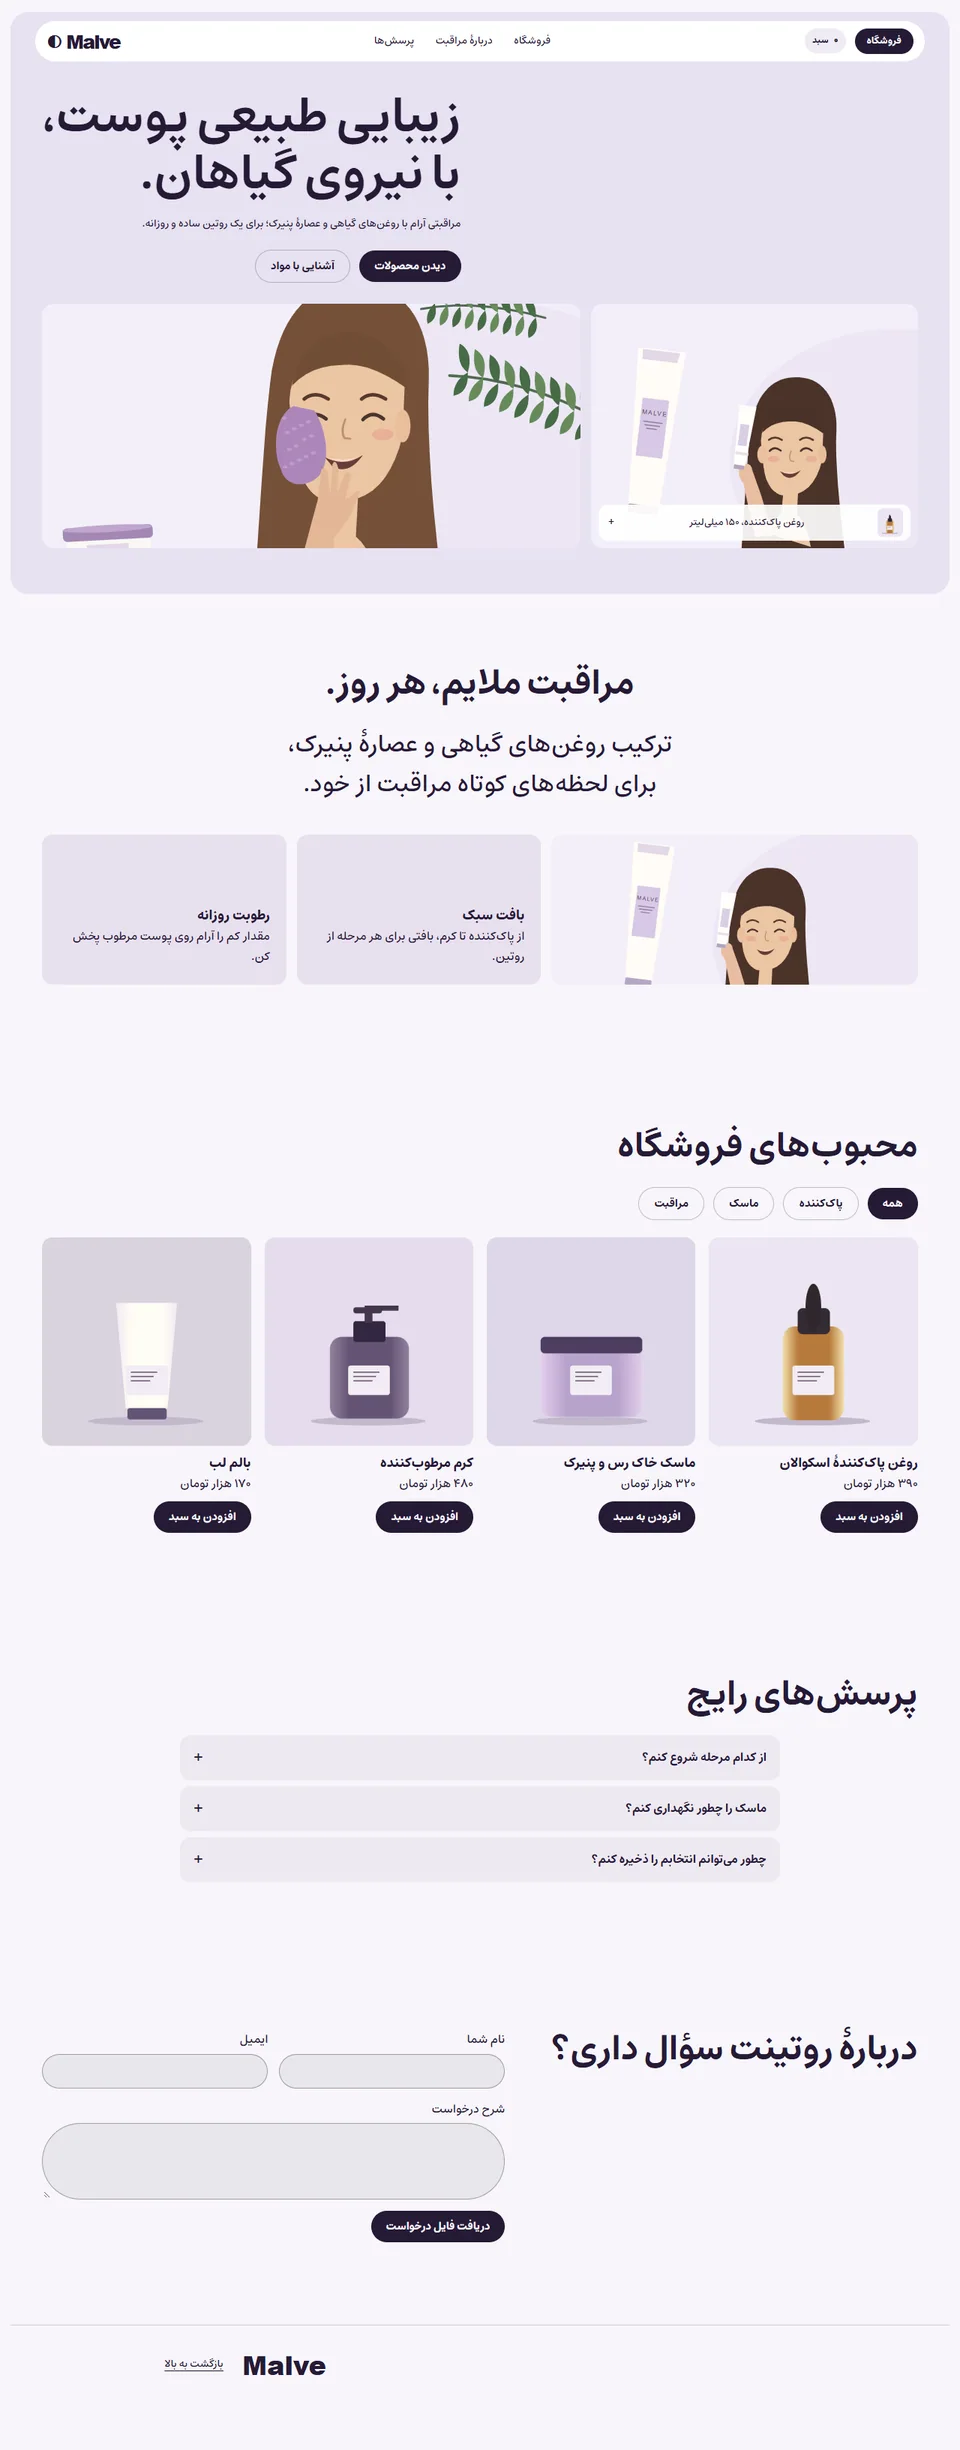 فروشگاه
۰ سبد
فروشگاه
دربارهٔ مراقبت
پرسش‌ها
Malve
زیبایی طبیعی پوست،
با نیروی گیاهان.
مراقبتی آرام با روغن‌های گیاهی و عصارهٔ پنیرک؛ برای یک روتین ساده و روزانه.
دیدن محصولات
آشنایی با مواد
MALVE
روغن پاک‌کننده، ۱۵۰ میلی‌لیتر
+
مراقبت ملایم، هر روز.
ترکیب روغن‌های گیاهی و عصارهٔ پنیرک،
برای لحظه‌های کوتاه مراقبت از خود.
MALVE
بافت سبک
از پاک‌کننده تا کرم، بافتی برای هر مرحله از
روتین.
رطوبت روزانه
مقدار کم را آرام روی پوست مرطوب پخش
کن.
محبوب‌های فروشگاه
همه
پاک‌کننده
ماسک
مراقبت
روغن پاک‌کنندهٔ اسکوالان
۳۹۰ هزار تومان
افزودن به سبد
ماسک خاک رس و پنیرک
۳۲۰ هزار تومان
افزودن به سبد
کرم مرطوب‌کننده
۴۸۰ هزار تومان
افزودن به سبد
بالم لب
۱۷۰ هزار تومان
افزودن به سبد
پرسش‌های رایج
از کدام مرحله شروع کنم؟
+
ماسک را چطور نگهداری کنم؟
+
چطور می‌توانم انتخابم را ذخیره کنم؟
+
دربارهٔ روتینت سؤال داری؟
نام شما
ایمیل
شرح درخواست
دریافت فایل درخواست
Malve
بازگشت به بالا